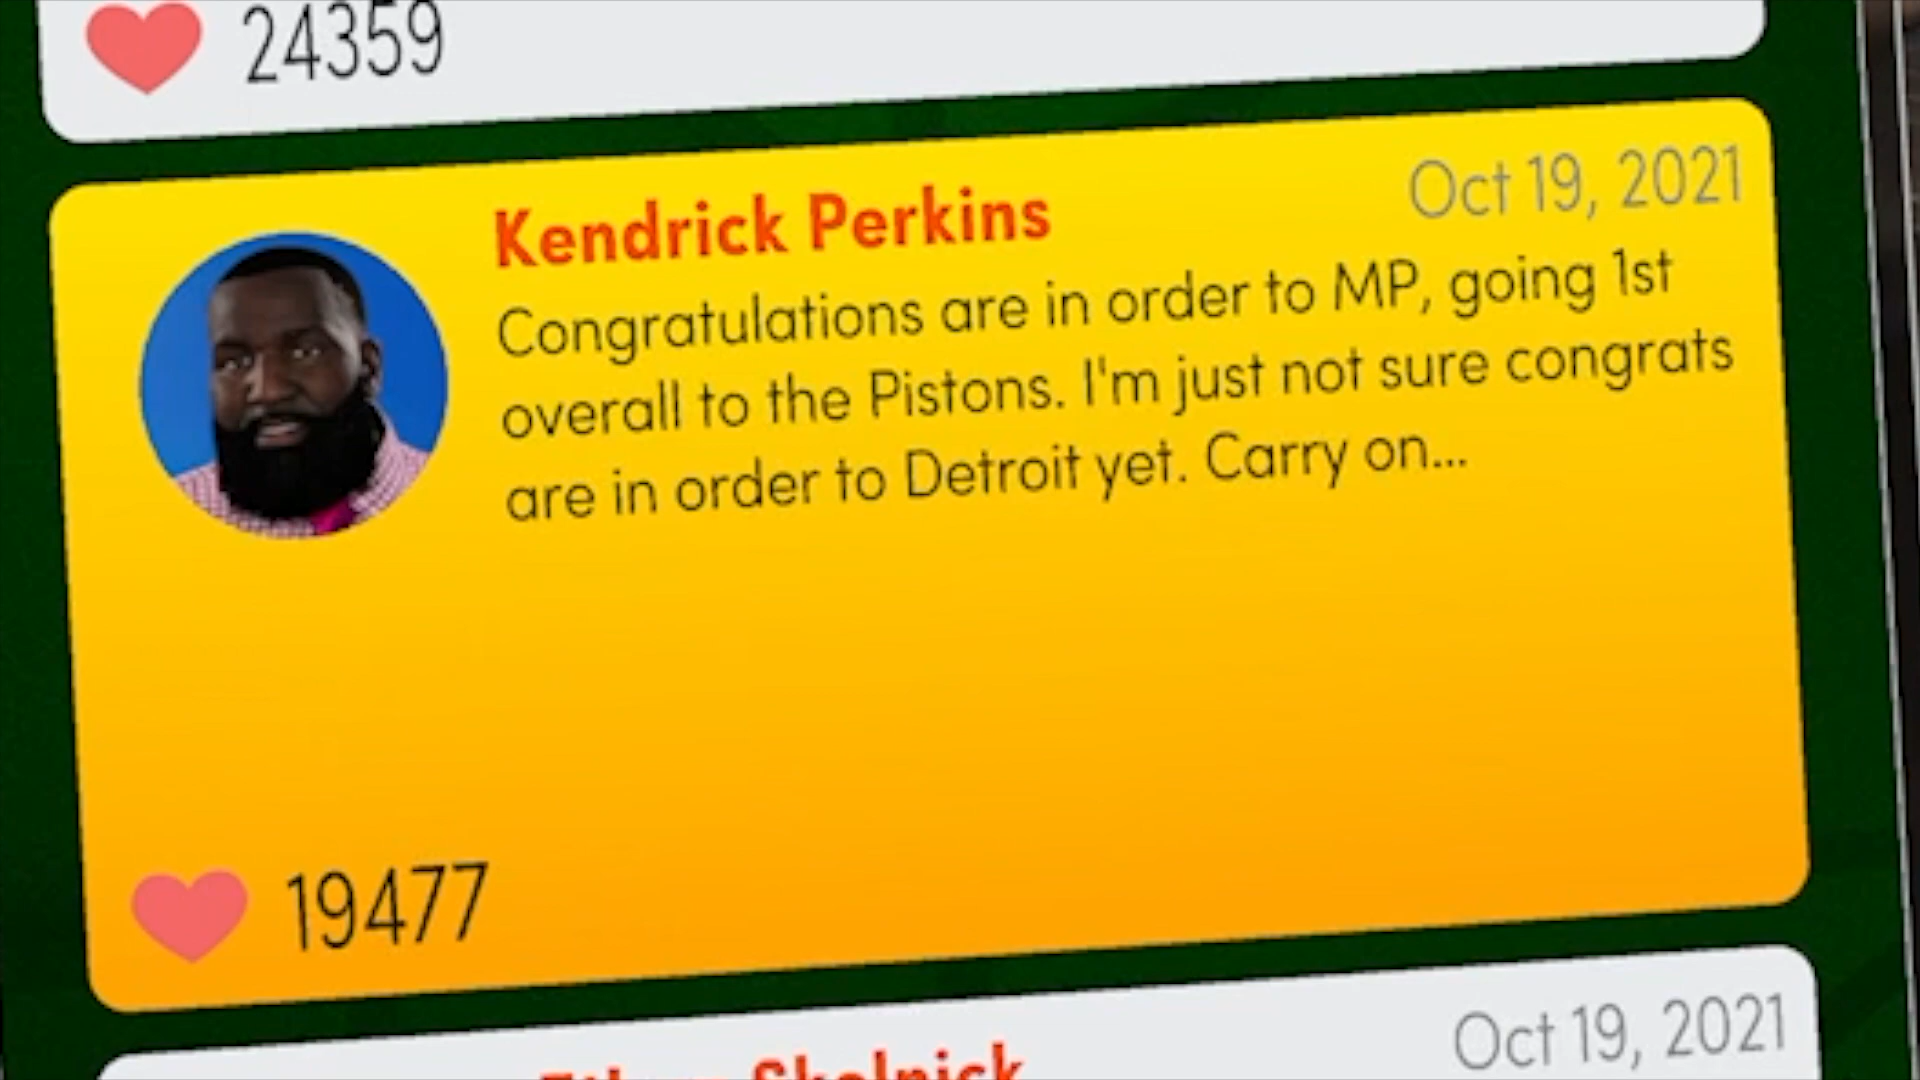 24359
Kendrick Perkins
Oct 19, 2021
Congratulations are in order to MP, going 1st
overall to the Pistons. I'm just not sure congrats
are in order to Detroit yet. Carry on...
19477
Oct 19, 2021
Skolnick